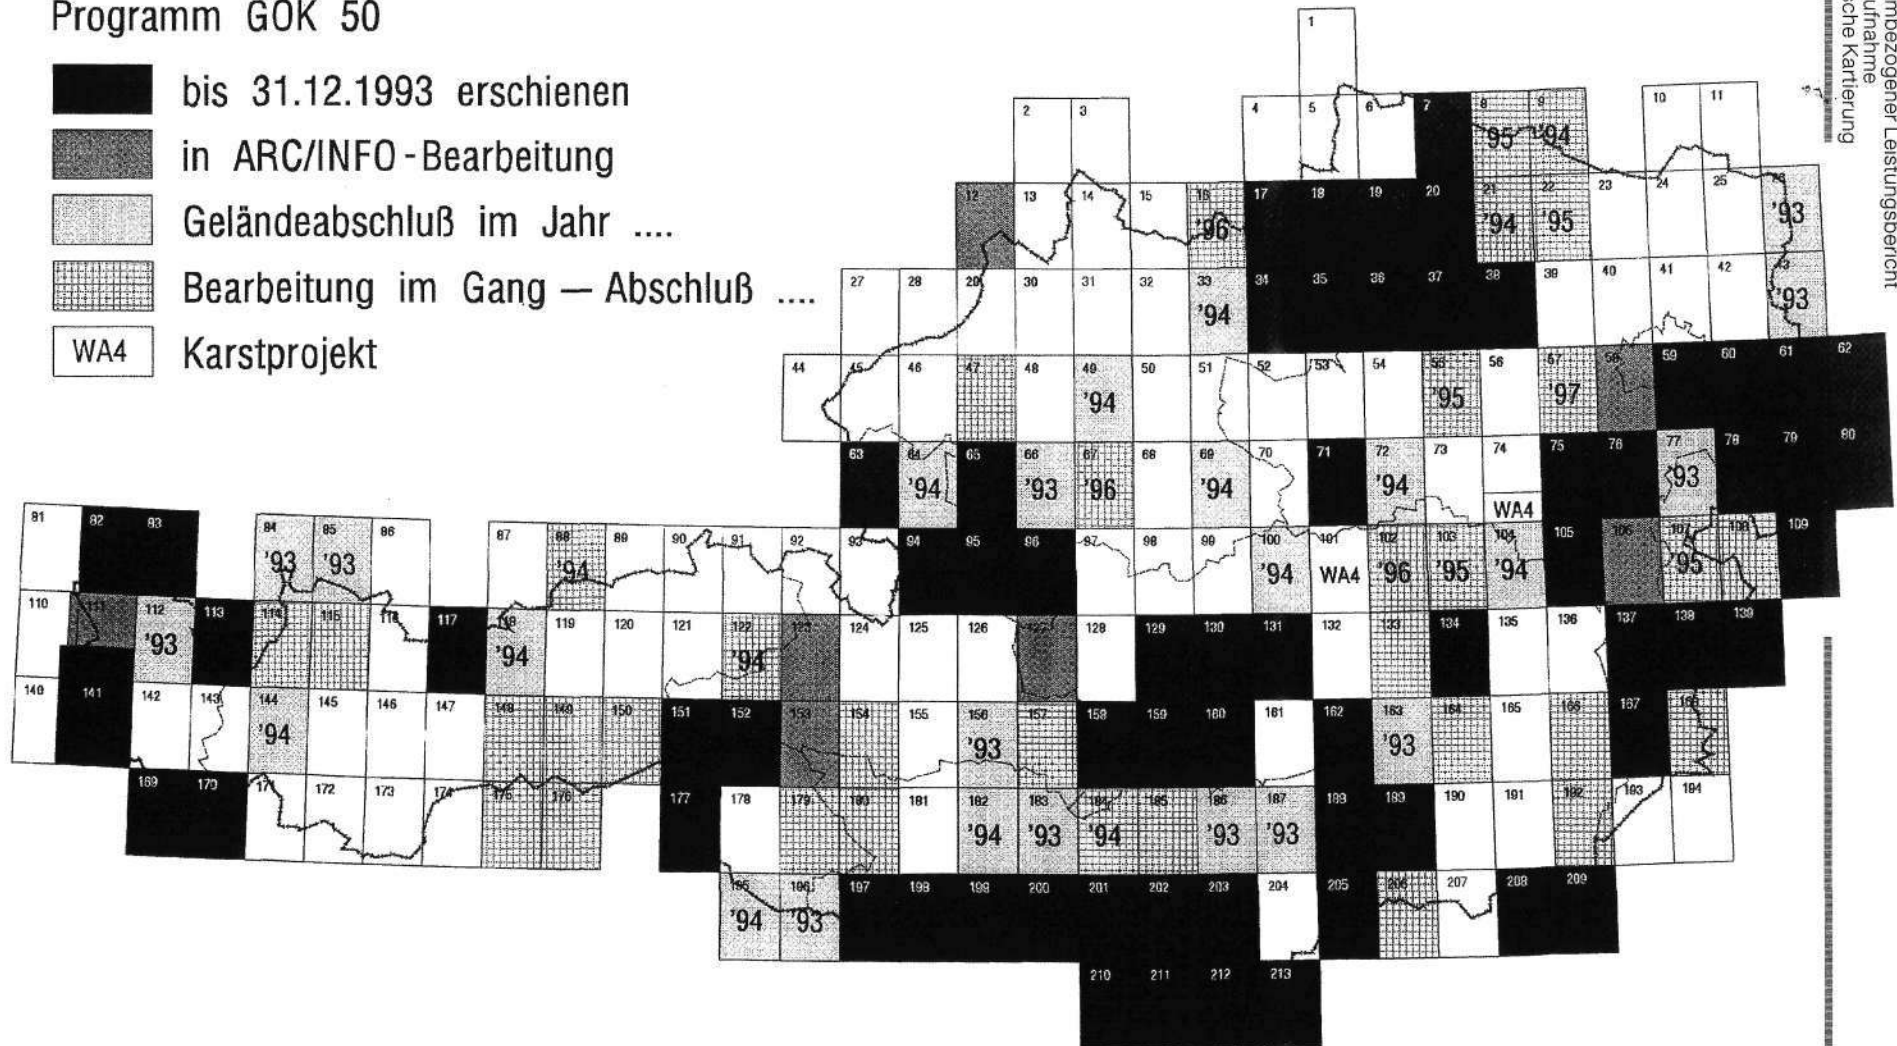 Programm GÖK 50
bis 31.12.1993 erschienen
in ARC/INFO-Bearbeitung
Geländeabschluß im Jahr ....
Bearbeitung im Gang — Abschluß ....
WA4 Karstprojekt
mbezogener Leistungsbericht
ufnahme
sche Kartierung
1
2 3 4 5 6 7 8 9 10 11
'95 '94
12 13 14 15 16 17 18 19 20 21 22 23 24 25 26
'96 '94 '95 '93
27 28 29 30 31 32 33 34 35 36 37 38 39 40 41 42 43
'94 '93
44 45 46 47 48 49 50 51 52 53 54 55 56 57 58 59 60 61 62
'94 '95 '97
63 64 65 66 67 68 69 70 71 72 73 74 75 76 77 78 79 80
'94 '93 '96 '94 '94 WA4 '93
81 82 83 84 85 86 87 88 89 90 91 92 93 94 95 96 97 98 99 100 101 102 103 104 105 106 107 108 109
'93 '93 '94 '94 WA4 '96 '95 '94 '95
110 111 112 113 114 115 116 117 118 119 120 121 122 123 124 125 126 127 128 129 130 131 132 133 134 135 136 137 138 139
'93 '94 '94
140 141 142 143 144 145 146 147 148 149 150 151 152 153 154 155 156 157 158 159 160 161 162 163 164 165 166 167 168
'94 '93 '93
169 170 171 172 173 174 175 176 177 178 179 180 181 182 183 184 185 186 187 188 189 190 191 192 193 194
'94 '93 '94 '93 '93
195 196 197 198 199 200 201 202 203 204 205 206 207 208 209
'94 '93
210 211 212 213